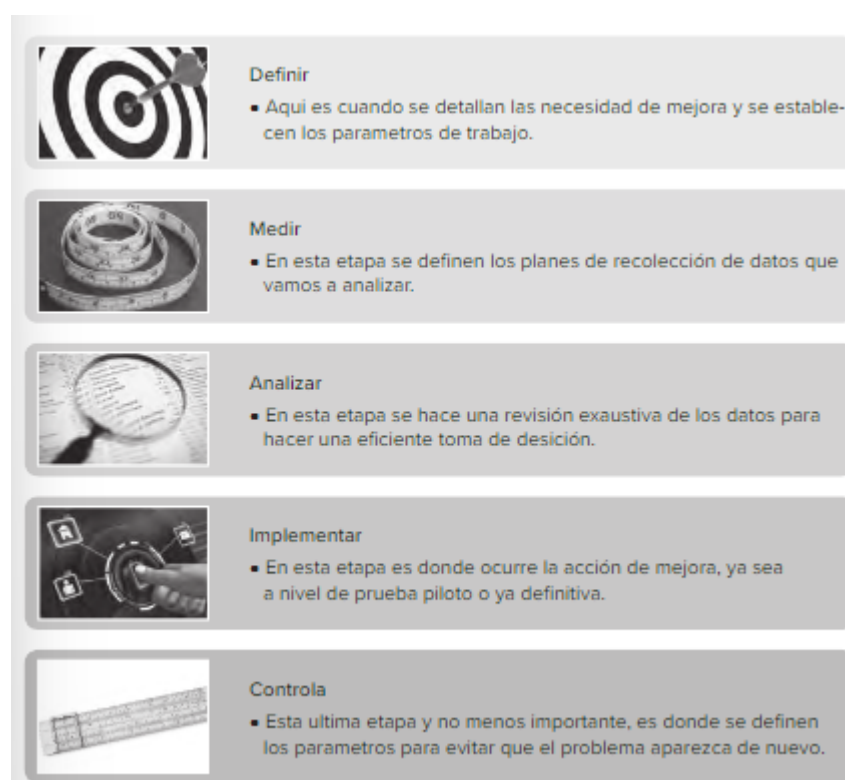 Definir
▪ Aqui es cuando se detallan las necesidad de mejora y se estable-
cen los parametros de trabajo.
Medir
▪ En esta etapa se definen los planes de recolección de datos que
vamos a analizar.
Analizar
▪ En esta etapa se hace una revisión exaustiva de los datos para
hacer una eficiente toma de desición.
Implementar
▪ En esta etapa es donde ocurre la acción de mejora, ya sea
a nivel de prueba piloto o ya definitiva.
Controla
▪ Esta ultima etapa y no menos importante, es donde se definen
los parametros para evitar que el problema aparezca de nuevo.